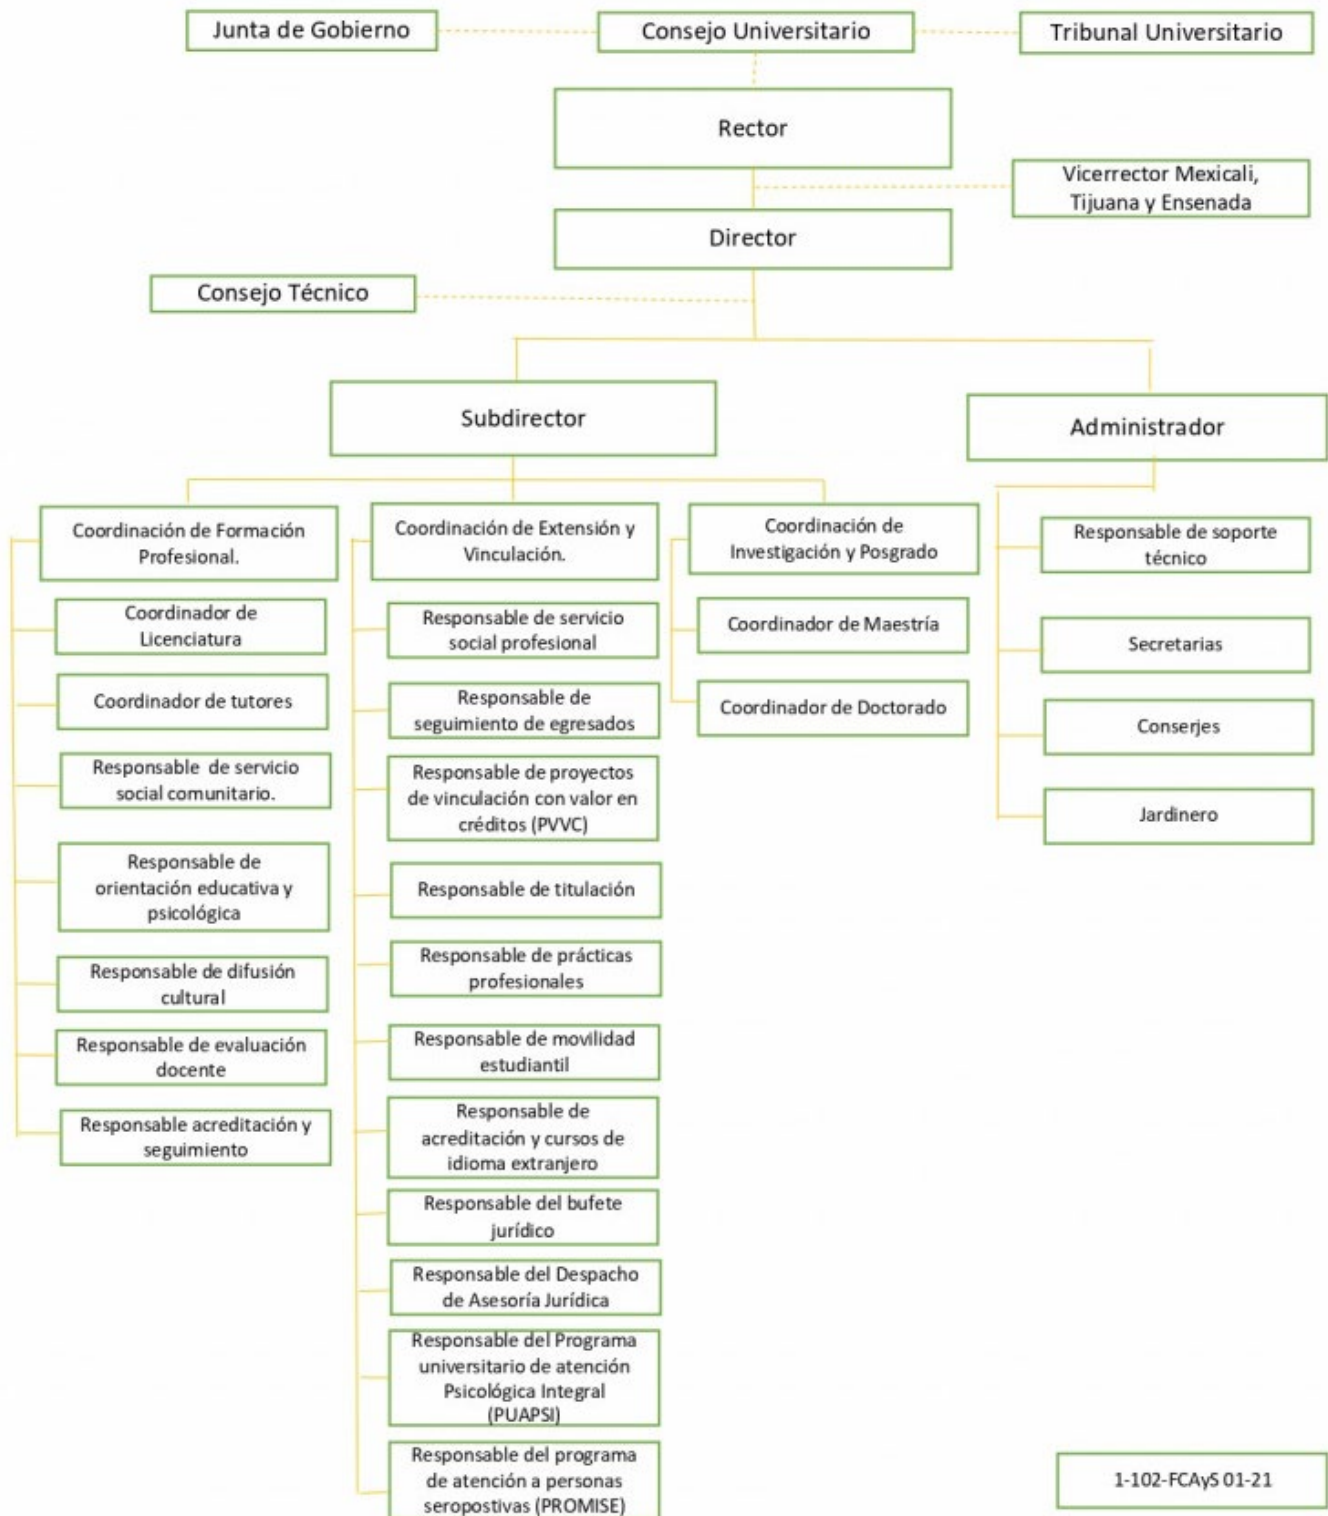 Junta de Gobierno
Consejo Universitario
Tribunal Universitario
Rector
Vicerrector Mexicali,
Tijuana y Ensenada
Director
Consejo Técnico
Subdirector
Administrador
Coordinación de Formación
Profesional.
Coordinador de
Licenciatura
Coordinador de tutores
Responsable de servicio
social comunitario.
Responsable de
orientación educativa y
psicológica
Responsable de difusión
cultural
Responsable de evaluación
docente
Responsable acreditación y
seguimiento
Coordinación de Extensión y
Vinculación.
Responsable de servicio
social profesional
Responsable de
seguimiento de egresados
Responsable de proyectos
de vinculación con valor en
créditos (PVVC)
Responsable de titulación
Responsable de prácticas
profesionales
Responsable de movilidad
estudiantil
Responsable de
acreditación y cursos de
idioma extranjero
Responsable del bufete
jurídico
Responsable del Despacho
de Asesoría Jurídica
Responsable del Programa
universitario de atención
Psicológica Integral
(PUAPSI)
Responsable del programa
de atención a personas
seropostivas (PROMISE)
Coordinación de
Investigación y Posgrado
Coordinador de Maestría
Coordinador de Doctorado
Responsable de soporte
técnico
Secretarias
Conserjes
Jardinero
1-102-FCAyS 01-21